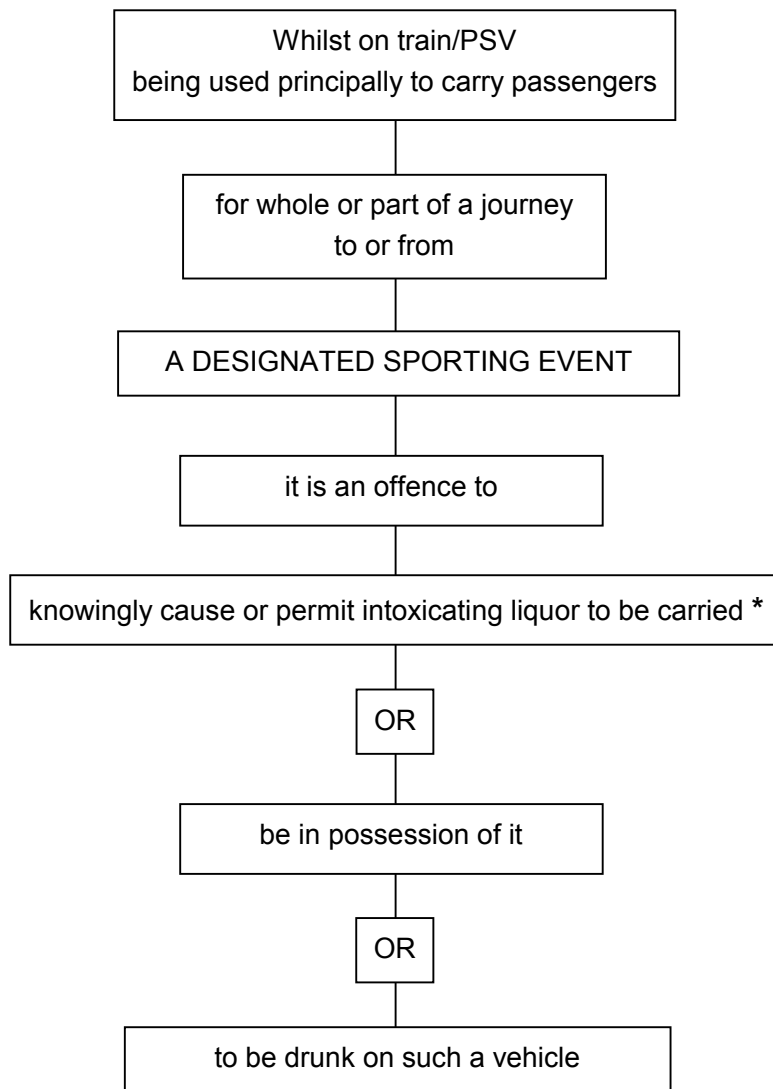 Whilst on train/PSV
being used principally to carry passengers
for whole or part of a journey
to or from
A DESIGNATED SPORTING EVENT
it is an offence to
knowingly cause or permit intoxicating liquor to be carried *
OR
be in possession of it
OR
to be drunk on such a vehicle